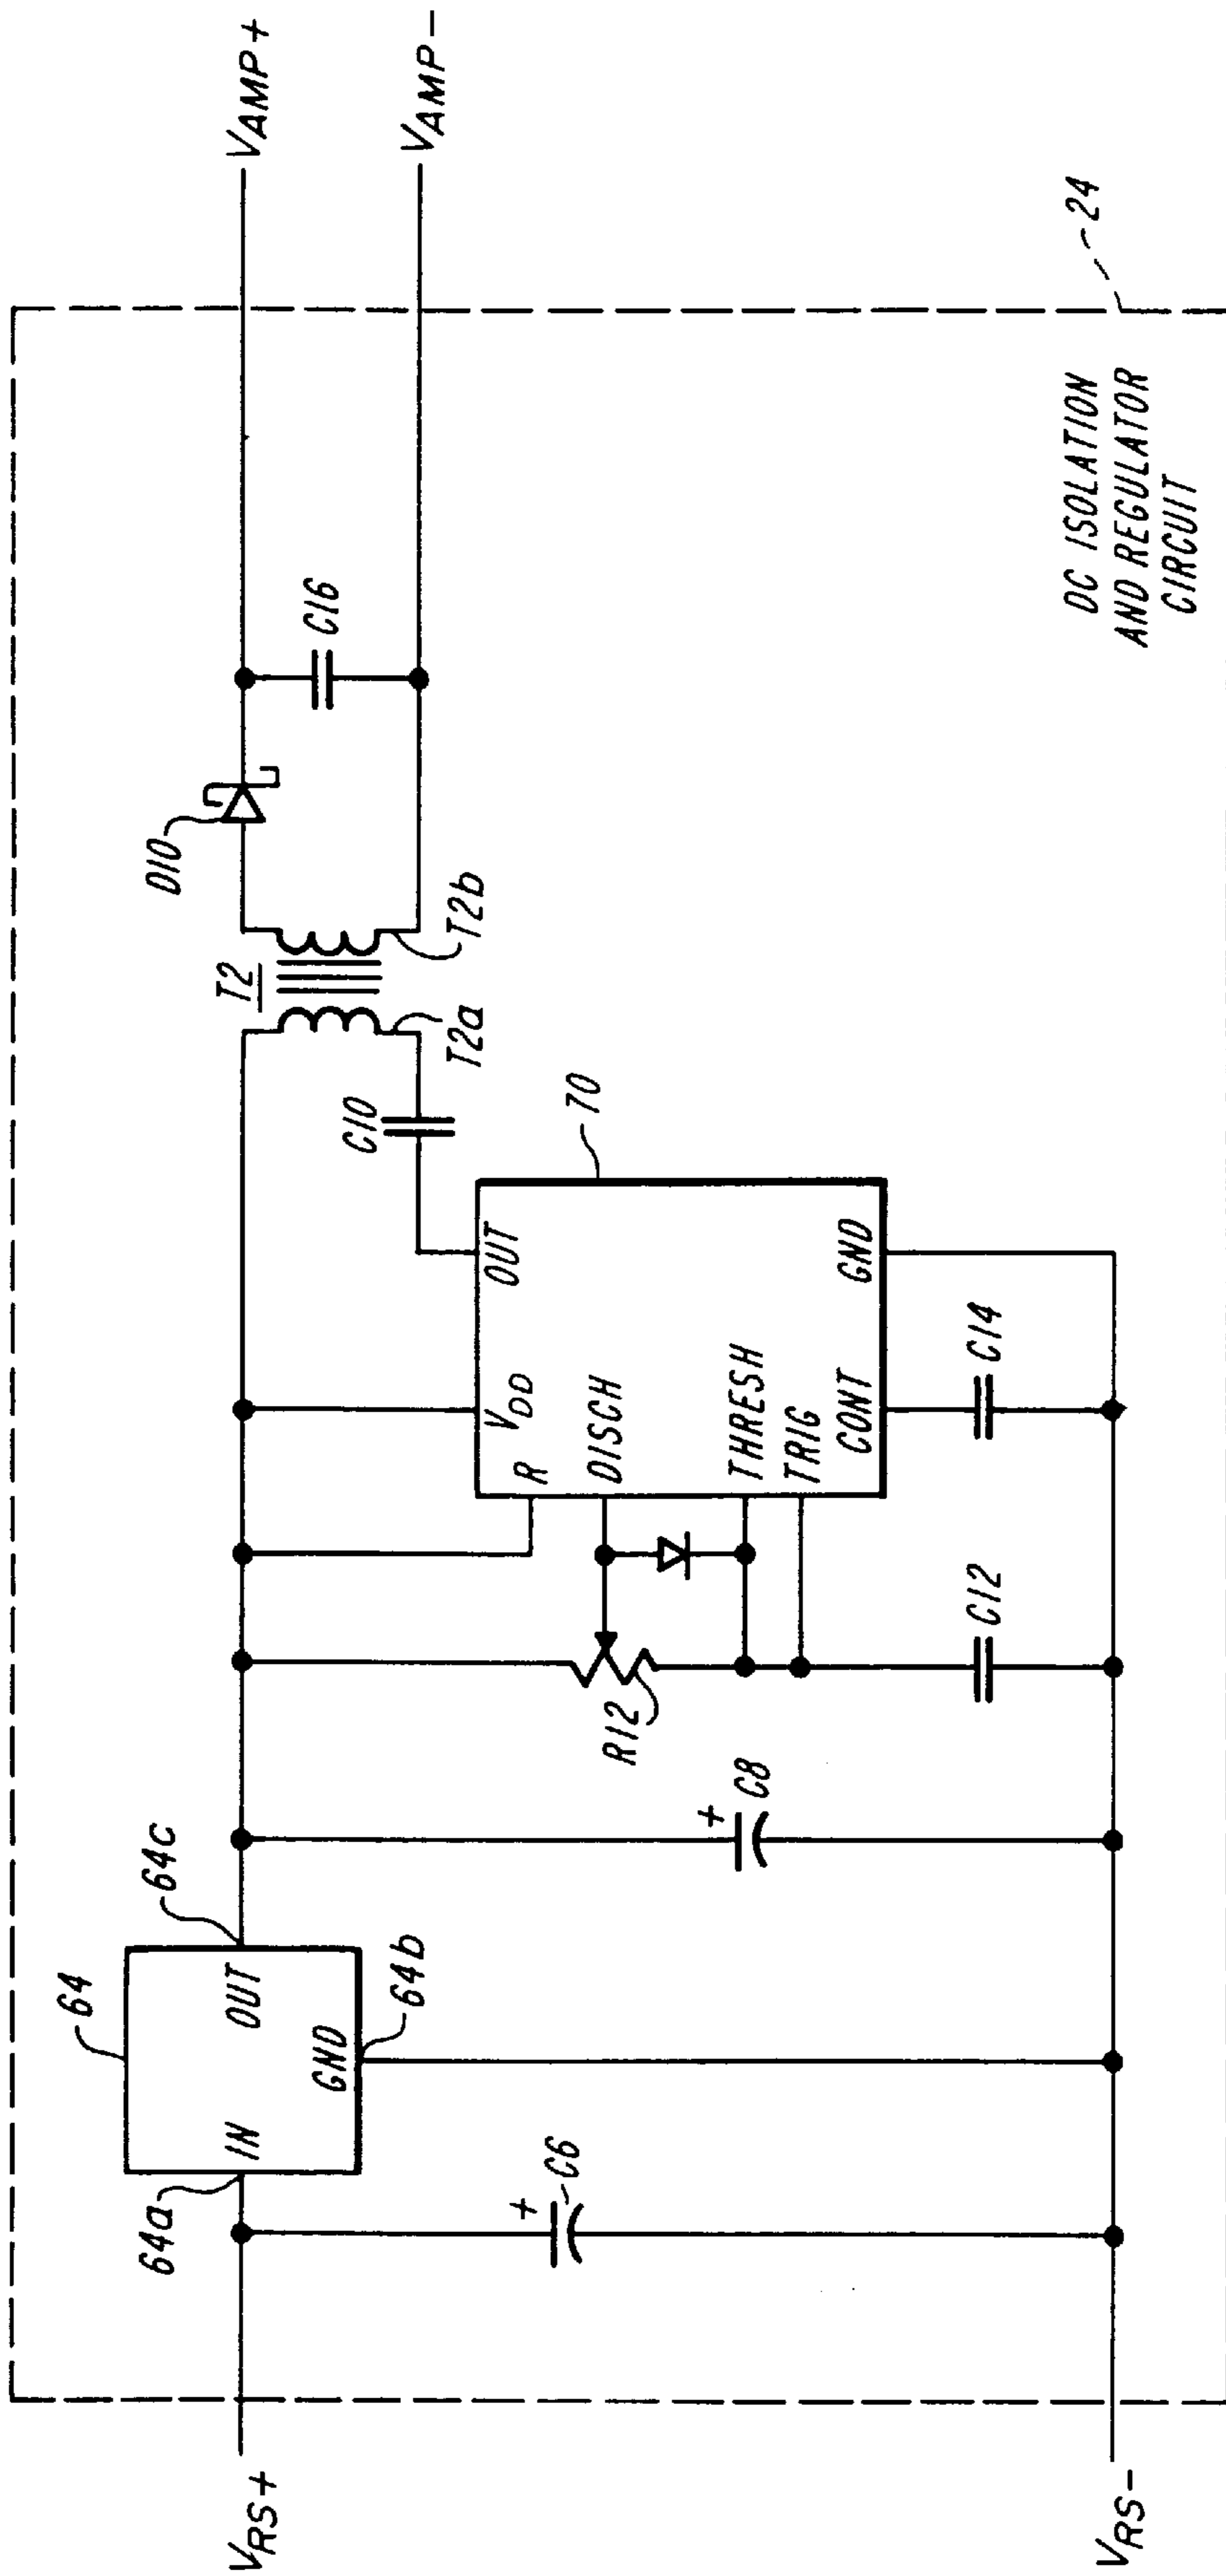 VRS+
VRS-
64a
64
IN
OUT
GND
64c
64b
C6
+
C8
+
R12
C12
R
VDD
OUT
DISCH
THRESH
TRIG
CONT
GND
C14
70
C10
T2
T2a
T2b
D10
C16
VAMP+
VAMP-
DC ISOLATION
AND REGULATOR
CIRCUIT
24